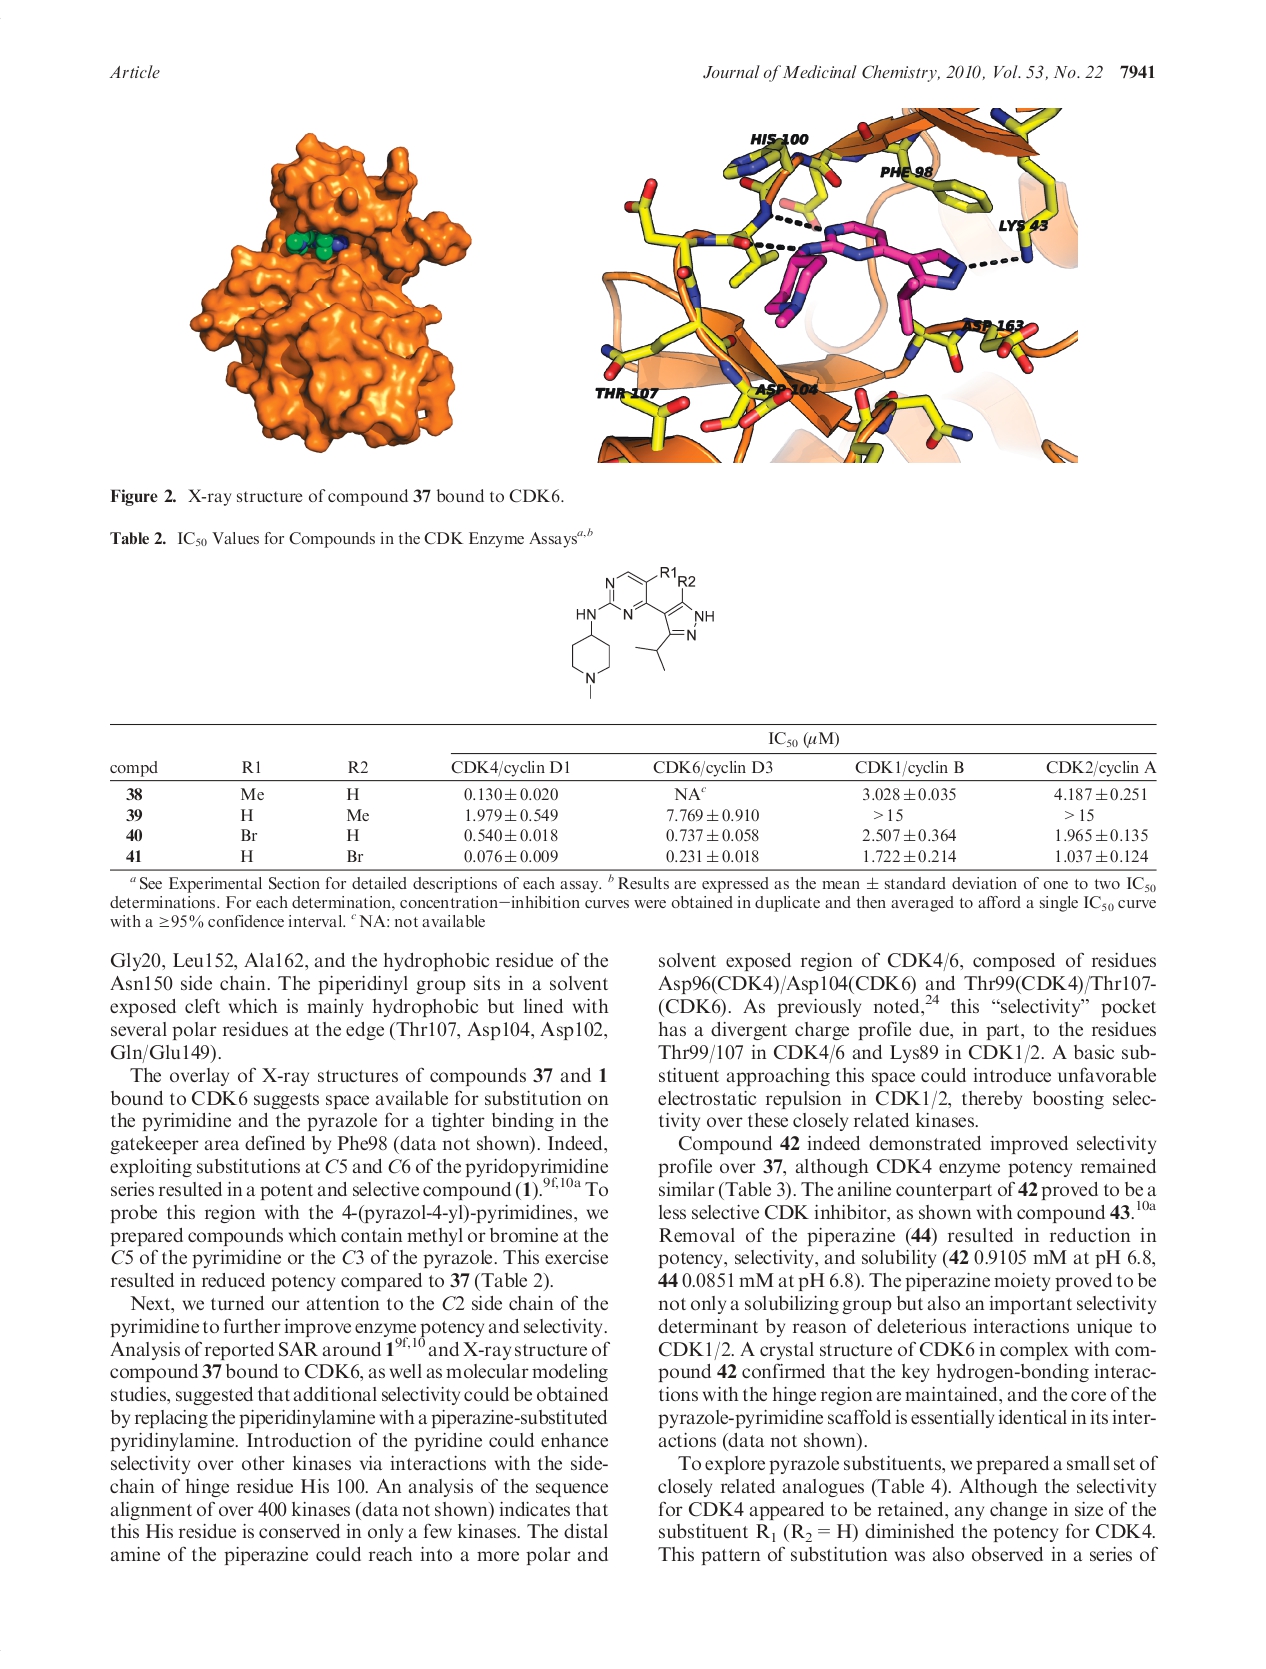 Article
Journal of Medicinal Chemistry, 2010, Vol. 53, No. 22 7941
HIS 100
PHE 98
LYS 43
ASP 163
THR 107
ASP 104
Figure 2. X-ray structure of compound 37 bound to CDK6.
Table 2. IC50 Values for Compounds in the CDK Enzyme Assays a,b
R1
R2
N
HN
N
NH
N
N
IC50 (μM)
compd R1 R2 CDK4/cyclin D1 CDK6/cyclin D3 CDK1/cyclin B CDK2/cyclin A
38 Me H 0.130 ± 0.020 NA c 3.028 ± 0.035 4.187 ± 0.251
39 H Me 1.979 ± 0.549 7.769 ± 0.910 >15 >15
40 Br H 0.540 ± 0.018 0.737 ± 0.058 2.507 ± 0.364 1.965 ± 0.135
41 H Br 0.076 ± 0.009 0.231 ± 0.018 1.722 ± 0.214 1.037 ± 0.124
a See Experimental Section for detailed descriptions of each assay. b Results are expressed as the mean ± standard deviation of one to two IC50
determinations. For each determination, concentration−inhibition curves were obtained in duplicate and then averaged to afford a single IC50 curve
with a ≥95% confidence interval. c NA: not available
Gly20, Leu152, Ala162, and the hydrophobic residue of the
Asn150 side chain. The piperidinyl group sits in a solvent
exposed cleft which is mainly hydrophobic but lined with
several polar residues at the edge (Thr107, Asp104, Asp102,
Gln/Glu149).
The overlay of X-ray structures of compounds 37 and 1
bound to CDK6 suggests space available for substitution on
the pyrimidine and the pyrazole for a tighter binding in the
gatekeeper area defined by Phe98 (data not shown). Indeed,
exploiting substitutions at C5 and C6 of the pyridopyrimidine
series resulted in a potent and selective compound (1).9f,10a To
probe this region with the 4-(pyrazol-4-yl)-pyrimidines, we
prepared compounds which contain methyl or bromine at the
C5 of the pyrimidine or the C3 of the pyrazole. This exercise
resulted in reduced potency compared to 37 (Table 2).
Next, we turned our attention to the C2 side chain of the
pyrimidine to further improve enzyme potency and selectivity.
Analysis of reported SAR around 1 9f,10 and X-ray structure of
compound 37 bound to CDK6, as well as molecular modeling
studies, suggested that additional selectivity could be obtained
by replacing the piperidinylamine with a piperazine-substituted
pyridinylamine. Introduction of the pyridine could enhance
selectivity over other kinases via interactions with the side-
chain of hinge residue His 100. An analysis of the sequence
alignment of over 400 kinases (data not shown) indicates that
this His residue is conserved in only a few kinases. The distal
amine of the piperazine could reach into a more polar and
solvent exposed region of CDK4/6, composed of residues
Asp96(CDK4)/Asp104(CDK6) and Thr99(CDK4)/Thr107-
(CDK6). As previously noted,24 this “selectivity” pocket
has a divergent charge profile due, in part, to the residues
Thr99/107 in CDK4/6 and Lys89 in CDK1/2. A basic sub-
stituent approaching this space could introduce unfavorable
electrostatic repulsion in CDK1/2, thereby boosting selec-
tivity over these closely related kinases.
Compound 42 indeed demonstrated improved selectivity
profile over 37, although CDK4 enzyme potency remained
similar (Table 3). The aniline counterpart of 42 proved to be a
less selective CDK inhibitor, as shown with compound 43.10a
Removal of the piperazine (44) resulted in reduction in
potency, selectivity, and solubility (42 0.9105 mM at pH 6.8,
44 0.0851 mM at pH 6.8). The piperazine moiety proved to be
not only a solubilizing group but also an important selectivity
determinant by reason of deleterious interactions unique to
CDK1/2. A crystal structure of CDK6 in complex with com-
pound 42 confirmed that the key hydrogen-bonding interac-
tions with the hinge region are maintained, and the core of the
pyrazole-pyrimidine scaffold is essentially identical in its inter-
actions (data not shown).
To explore pyrazole substituents, we prepared a small set of
closely related analogues (Table 4). Although the selectivity
for CDK4 appeared to be retained, any change in size of the
substituent R1 (R2 = H) diminished the potency for CDK4.
This pattern of substitution was also observed in a series of